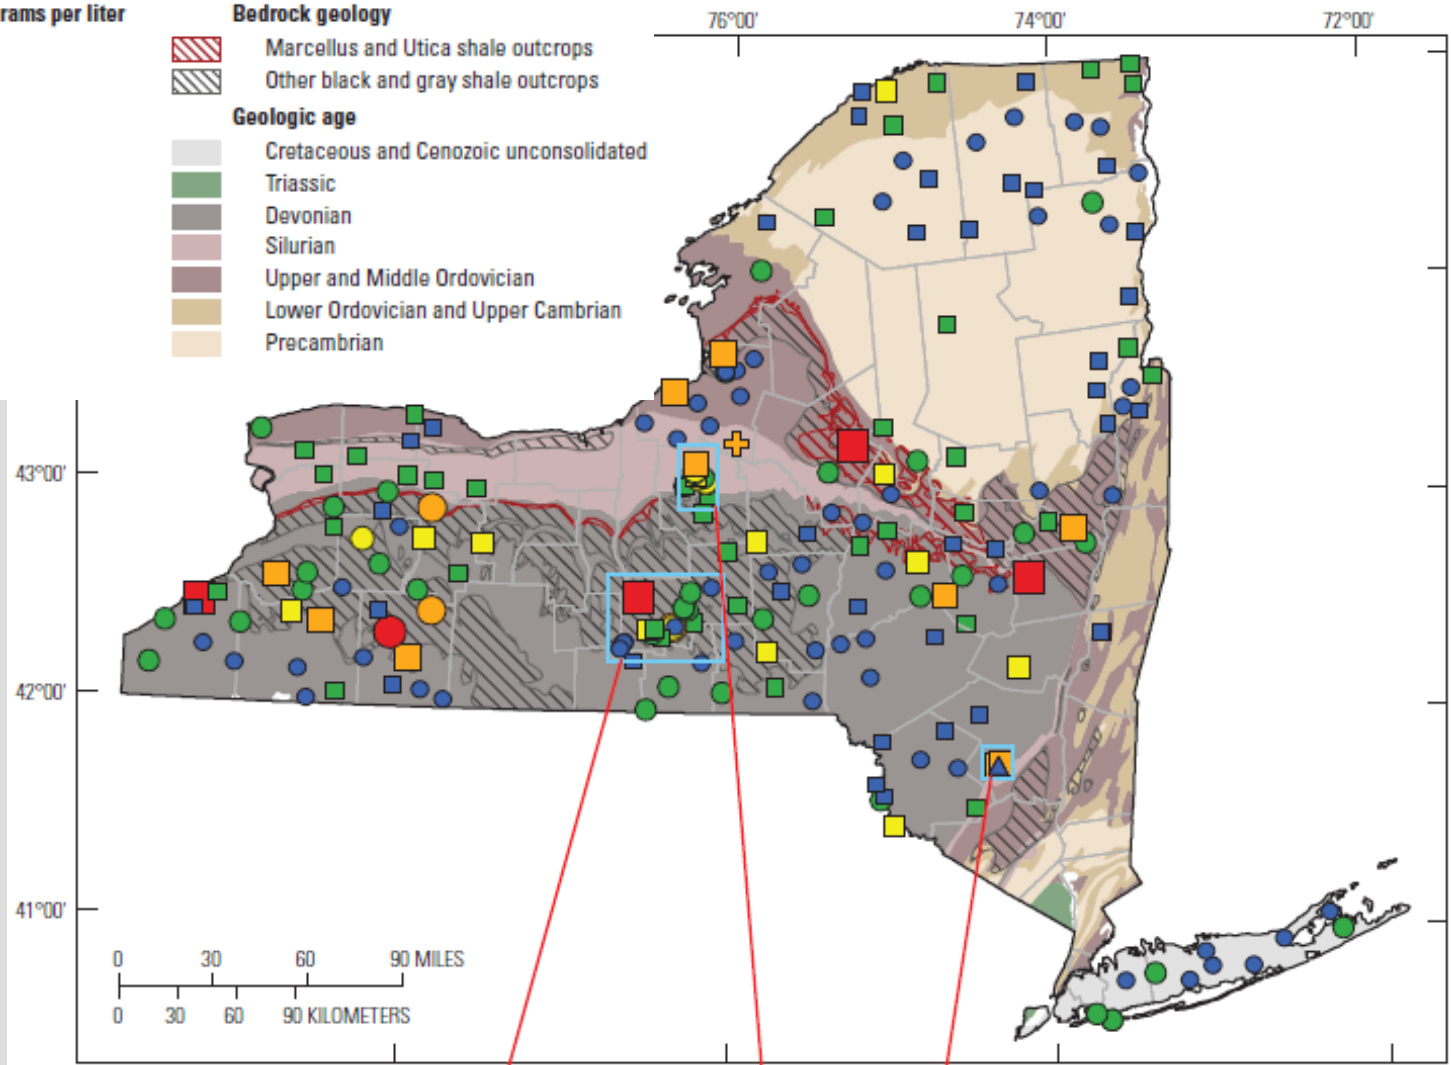 rams per liter
Bedrock geology
Marcellus and Utica shale outcrops
Other black and gray shale outcrops
Geologic age
Cretaceous and Cenozoic unconsolidated
Triassic
Devonian
Silurian
Upper and Middle Ordovician
Lower Ordovician and Upper Cambrian
Precambrian
76°00' 74°00' 72°00'
43°00'
42°00'
41°00'
0 30 60 90 MILES
0 30 60 90 KILOMETERS